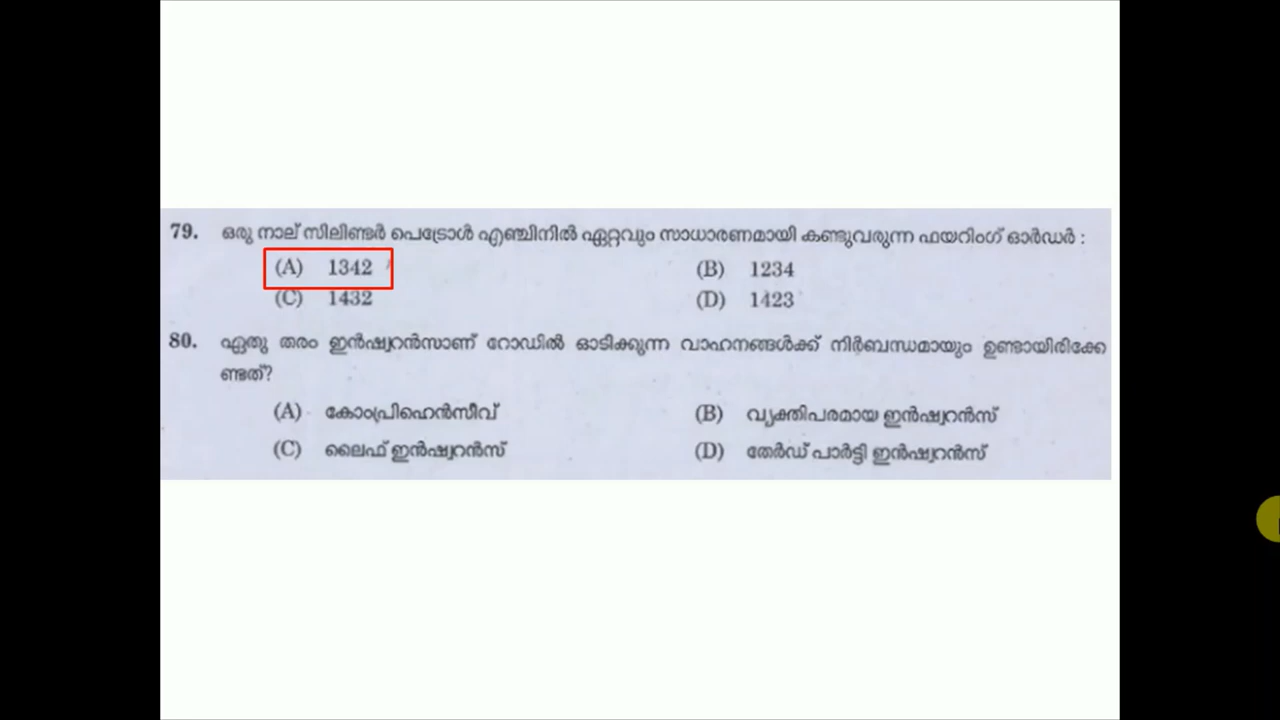 79. ഒരു നാല് സിലിണ്ടർ പെട്രോൾ എഞ്ചിനിൽ ഏറ്റവും സാധാരണമായി കണ്ടുവരുന്ന ഫയറിംഗ് ഓർഡർ :
(A) 1342 (B) 1234
(C) 1432 (D) 1423
80. ഏതു തരം ഇൻഷ്വറൻസാണ് റോഡിൽ ഓടിക്കുന്ന വാഹനങ്ങൾക്ക് നിർബന്ധമായും ഉണ്ടായിരിക്കേ
ണ്ടത്?
(A) കോംപ്രിഹെൻസീവ് (B) വ്യക്തിപരമായ ഇൻഷ്വറൻസ്
(C) ലൈഫ് ഇൻഷ്വറൻസ് (D) തേർഡ് പാർട്ടി ഇൻഷ്വറൻസ്